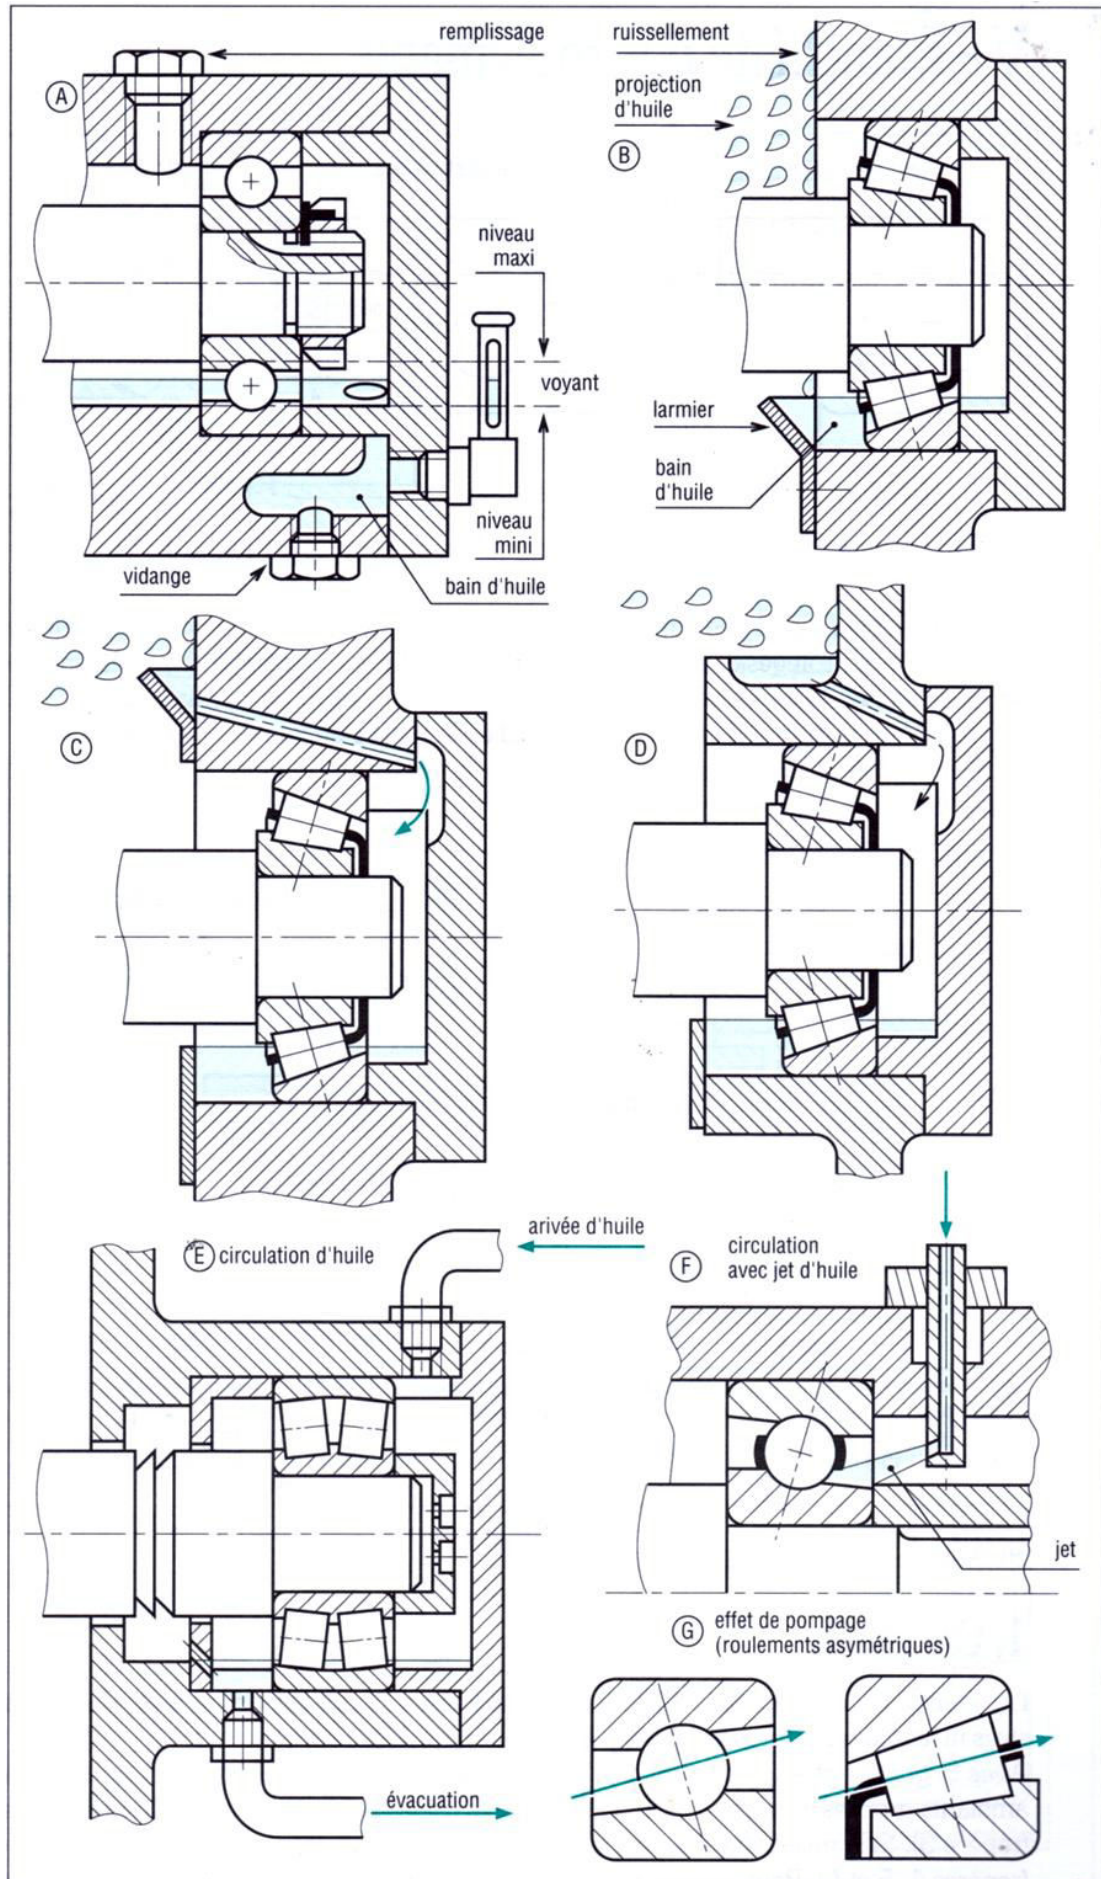 remplissage
A
niveau
maxi
voyant
niveau
mini
vidange
bain d'huile
ruissellement
projection
d'huile
B
larmier
bain
d'huile
C
D
E circulation d'huile
arivée d'huile
évacuation
F circulation
avec jet d'huile
jet
G effet de pompage
(roulements asymétriques)